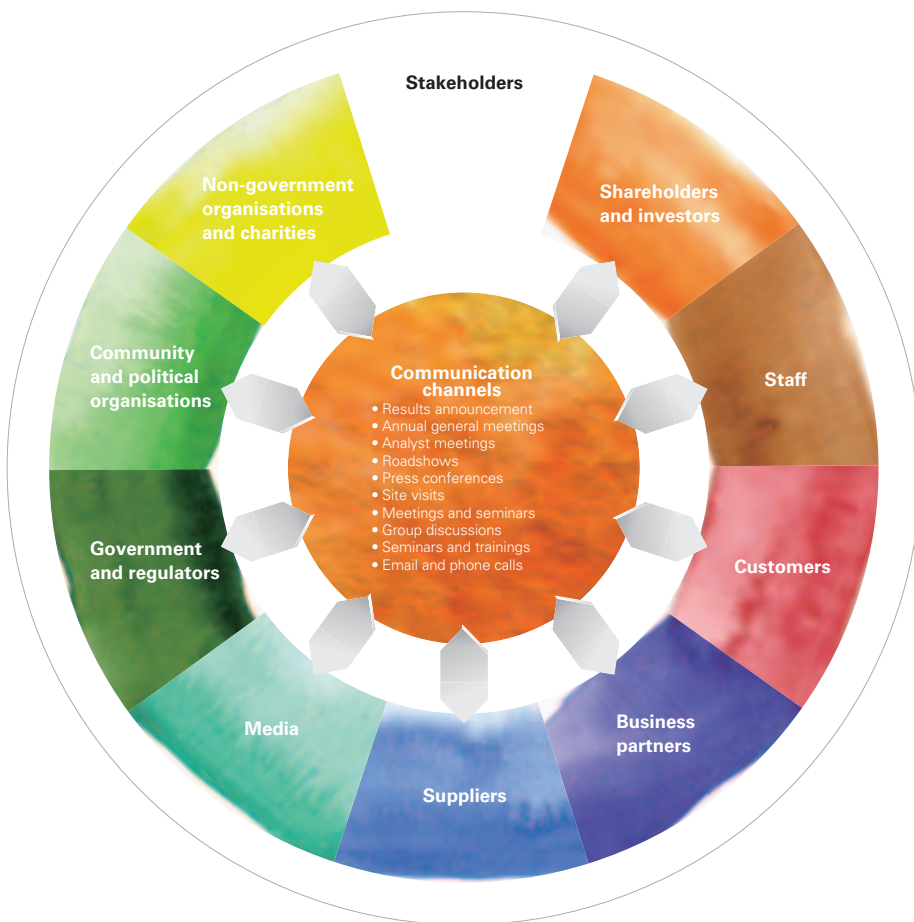 Stakeholders
Non-government
organisations
and charities
Shareholders
and investors
Community
and political
organisations
Staff
Communication
channels
• Results announcement
• Annual general meetings
• Analyst meetings
• Roadshows
• Press conferences
• Site visits
• Meetings and seminars
• Group discussions
• Seminars and trainings
• Email and phone calls
Government
and regulators
Customers
Media
Business
partners
Suppliers